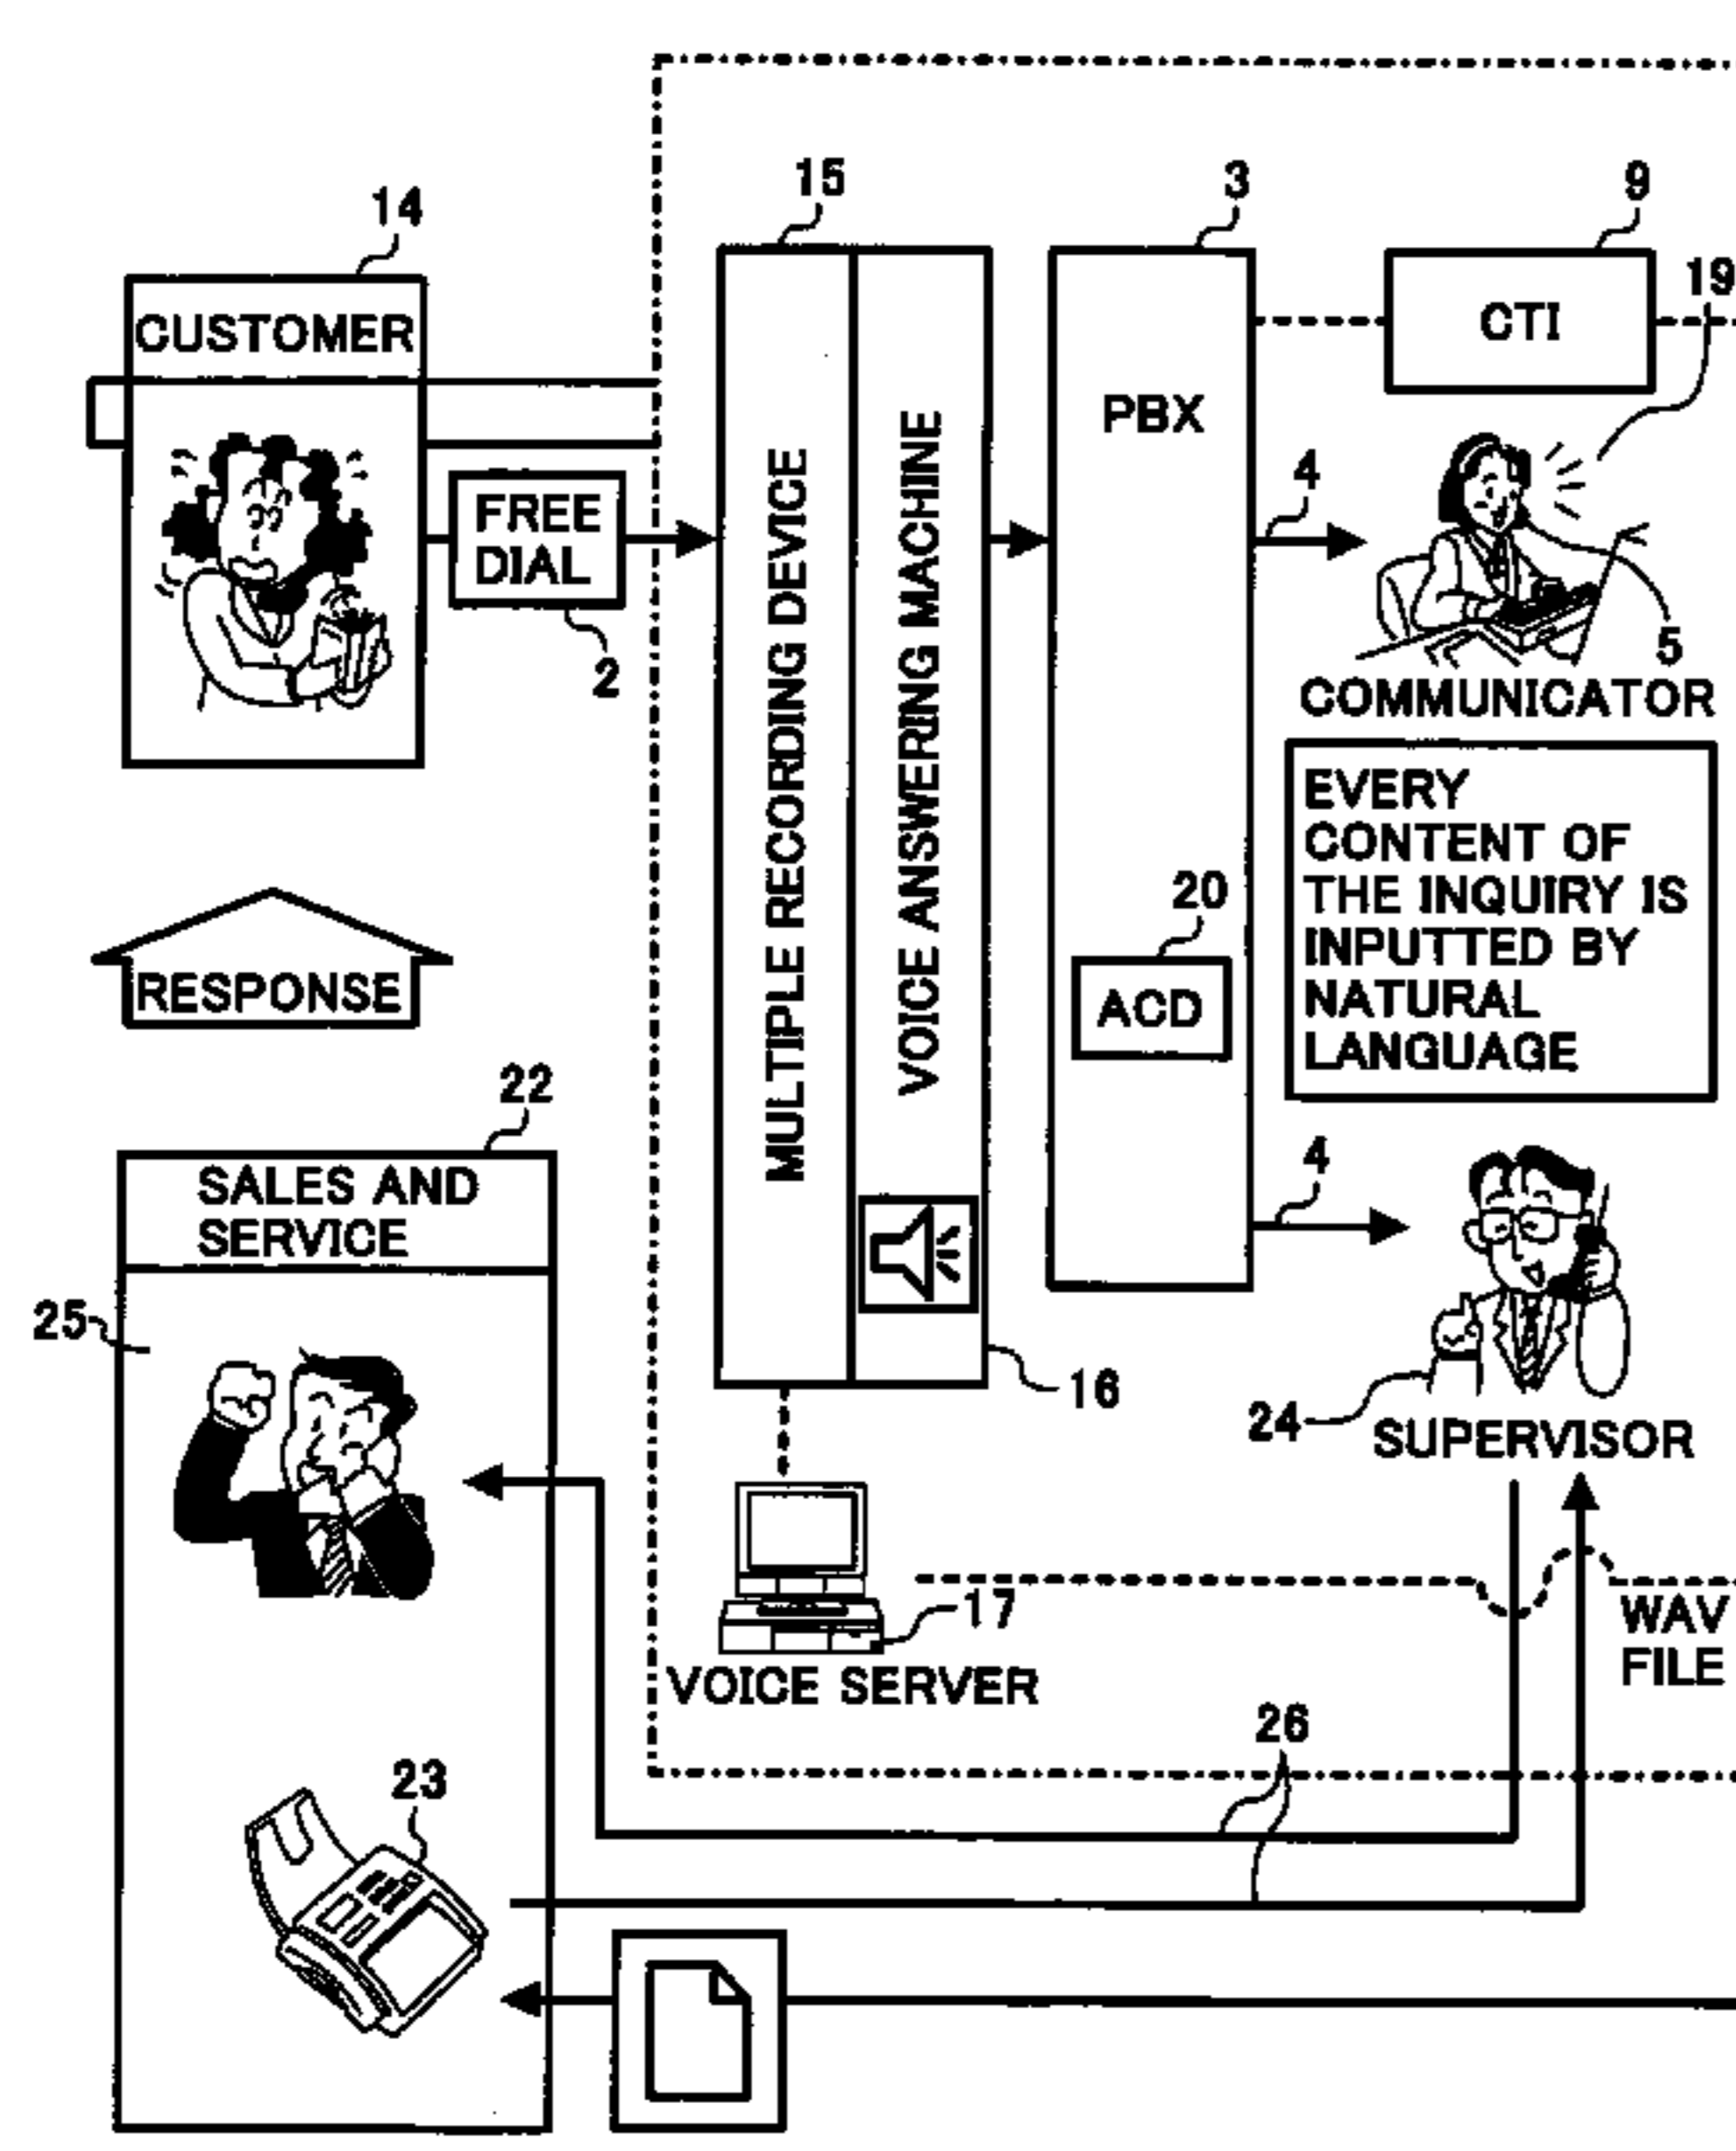 15
3
9
14
19
CUSTOMER
CTI
PBX
4
FREE
DIAL
2
5
MULTIPLE RECORDING DEVICE
VOICE ANSWERING MACHINE
COMMUNICATOR
EVERY
CONTENT OF
THE INQUIRY IS
INPUTTED BY
NATURAL
LANGUAGE
20
ACD
RESPONSE
22
4
SALES AND
SERVICE
25
16
24
SUPERVISOR
17
VOICE SERVER
WAV
FILE
26
23